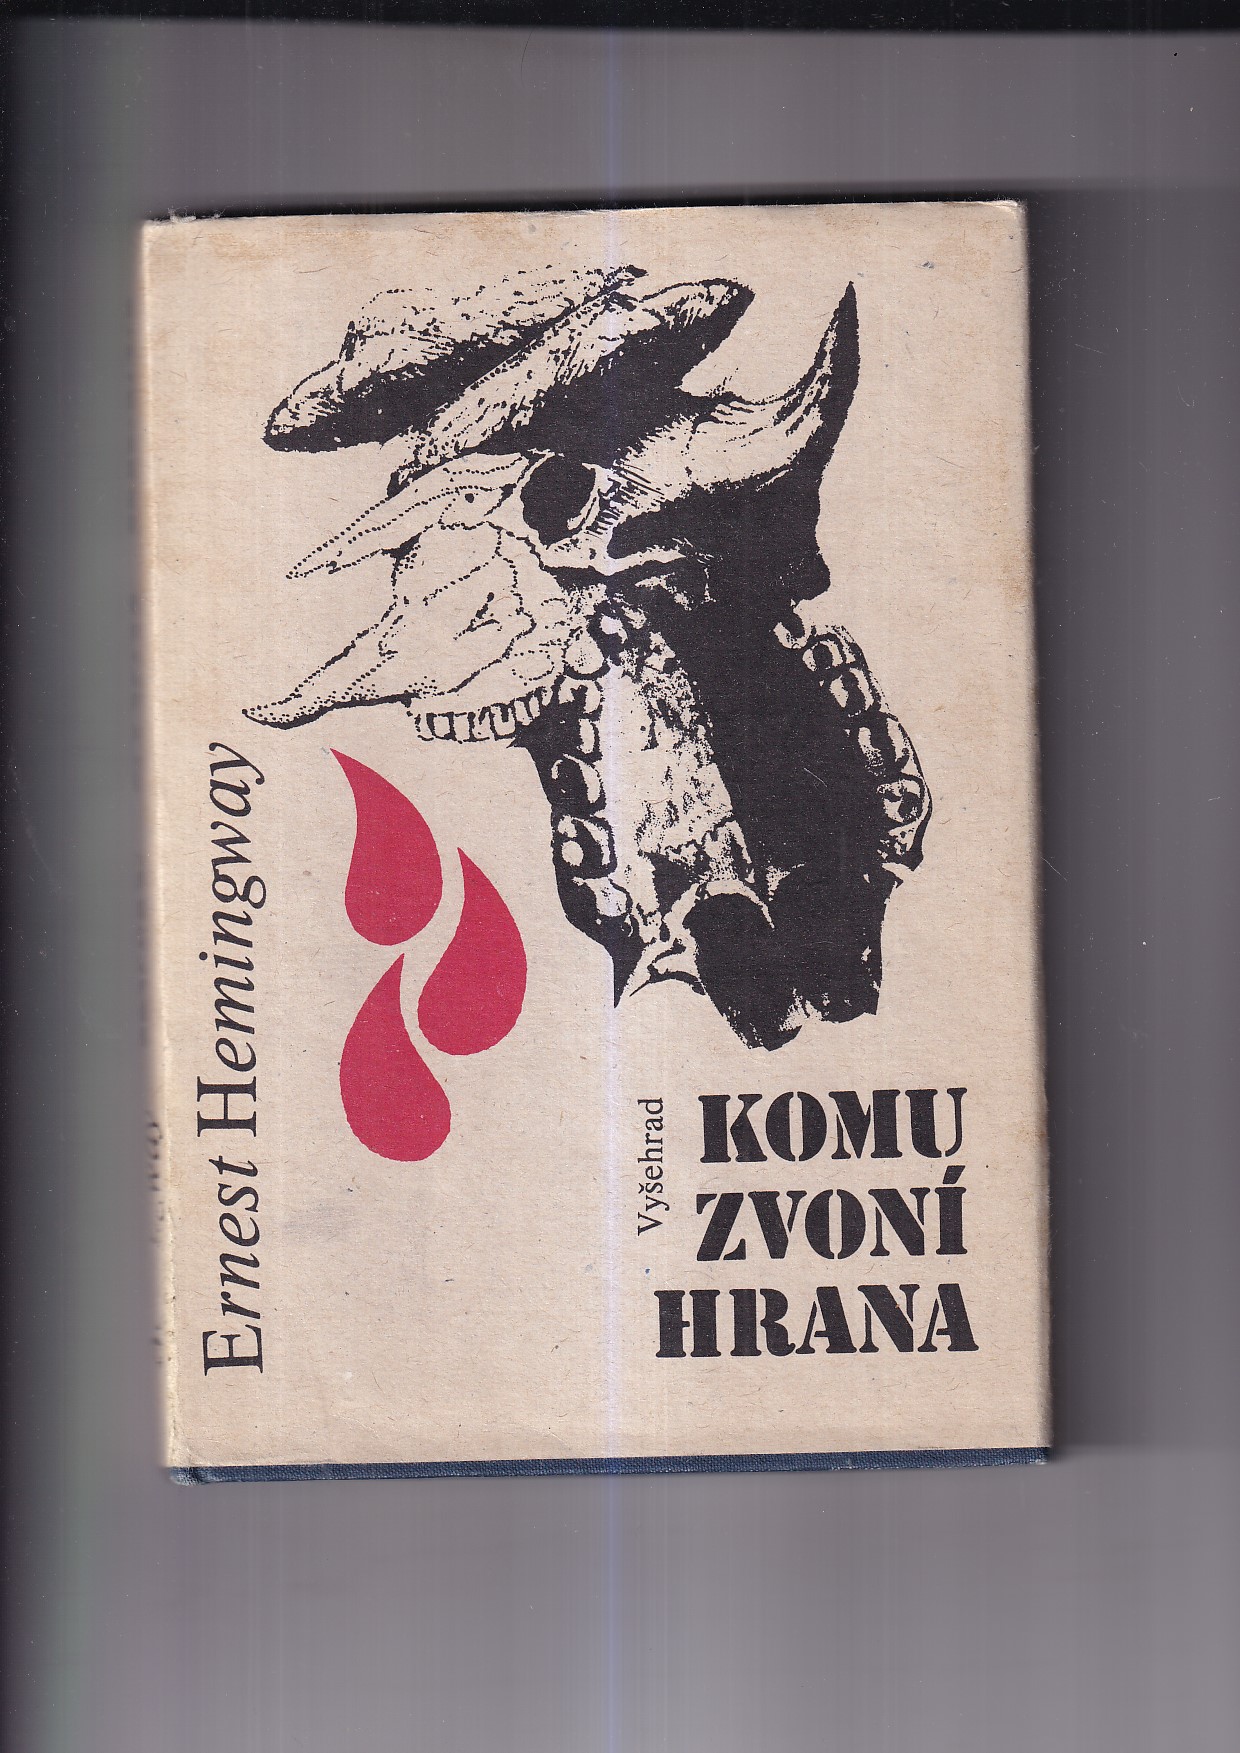 Ernest Hemingway
Vyšehrad
KOMU
ZVONÍ
HRANA